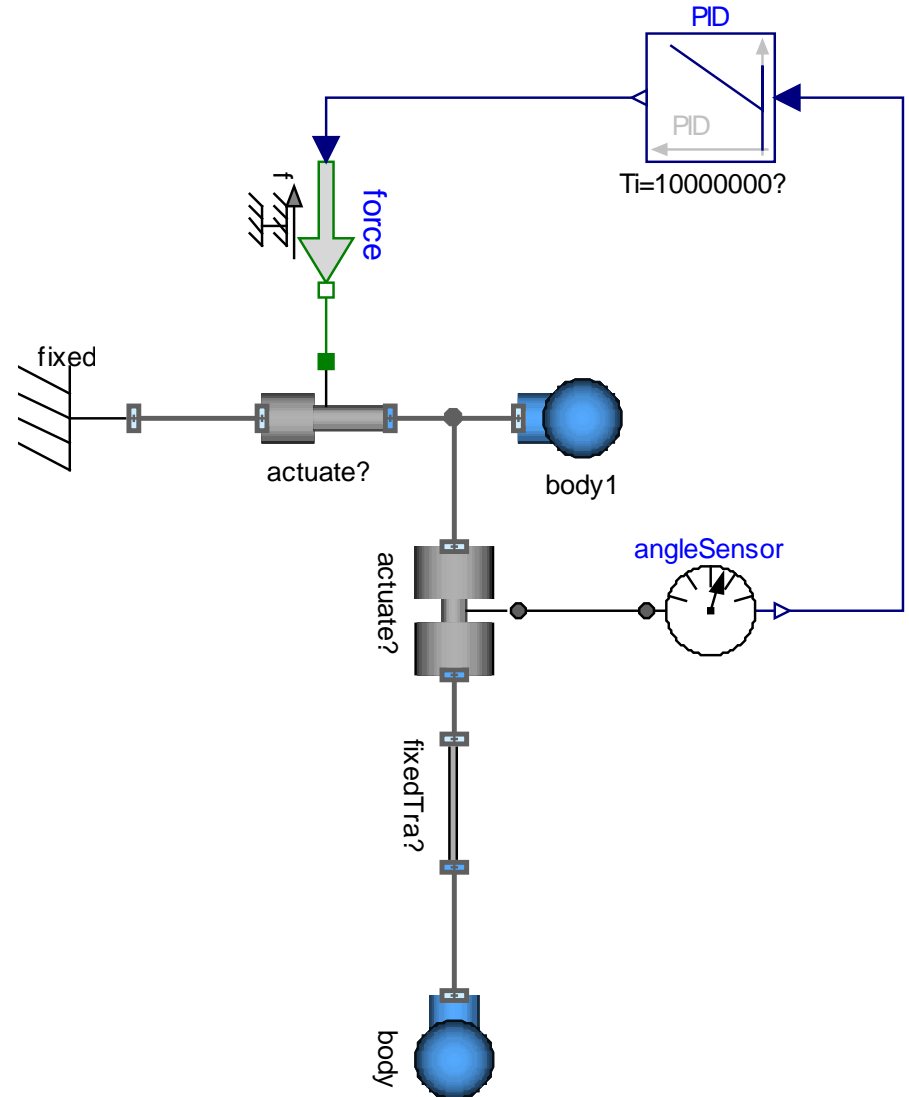 PID
PID
Ti=10000000?
f
force
fixed
actuate?
body1
actuate?
angleSensor
fixedTra?
body